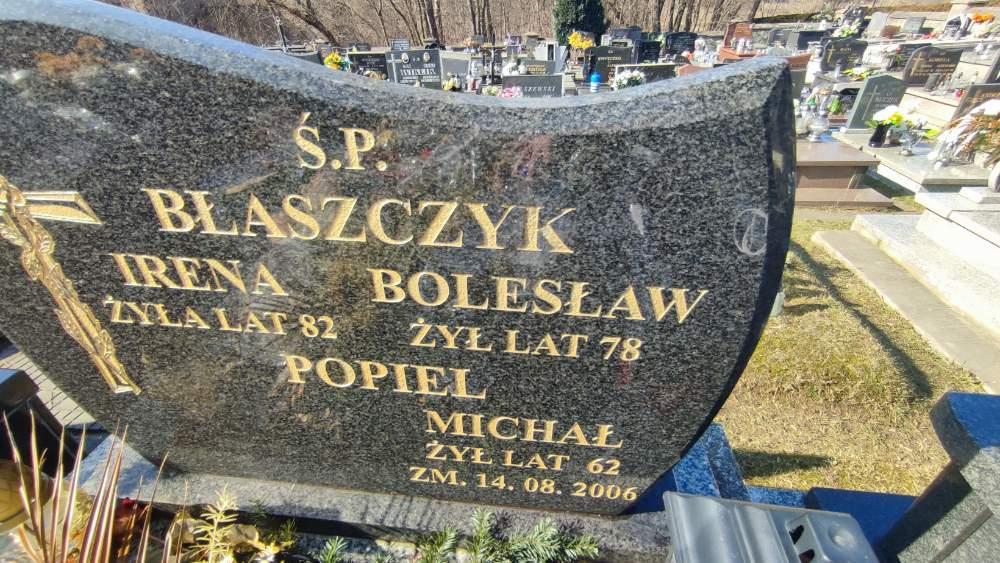 Ś.P.
BŁASZCZYK
IRENA BOLESŁAW
ŻYŁA LAT 82 ŻYŁ LAT 78
POPIEL
MICHAŁ
ŻYŁ LAT 62
ZM. 14. 08. 2006